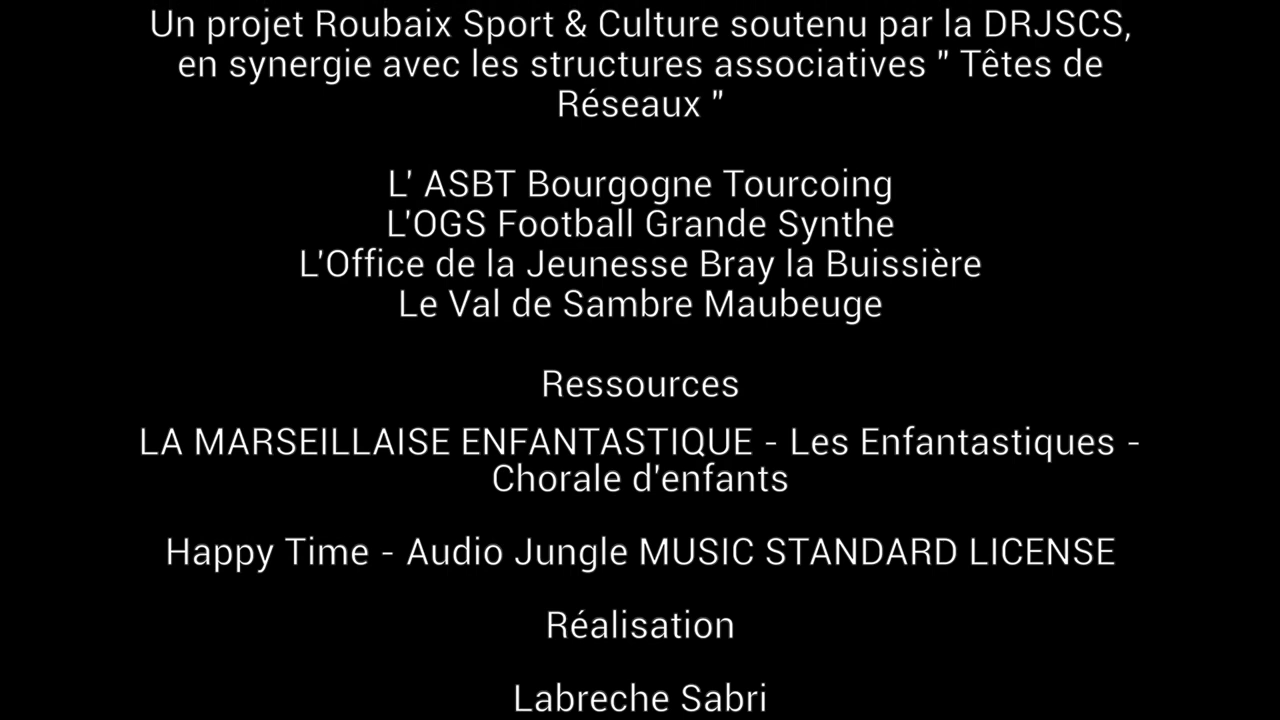 Un projet Roubaix Sport & Culture soutenu par la DRJSCS,
en synergie avec les structures associatives " Têtes de
Réseaux "
L' ASBT Bourgogne Tourcoing
L'OGS Football Grande Synthe
L'Office de la Jeunesse Bray la Buissière
Le Val de Sambre Maubeuge
Ressources
LA MARSEILLAISE ENFANTASTIQUE - Les Enfantastiques -
Chorale d'enfants
Happy Time - Audio Jungle MUSIC STANDARD LICENSE
Réalisation
Labreche Sabri